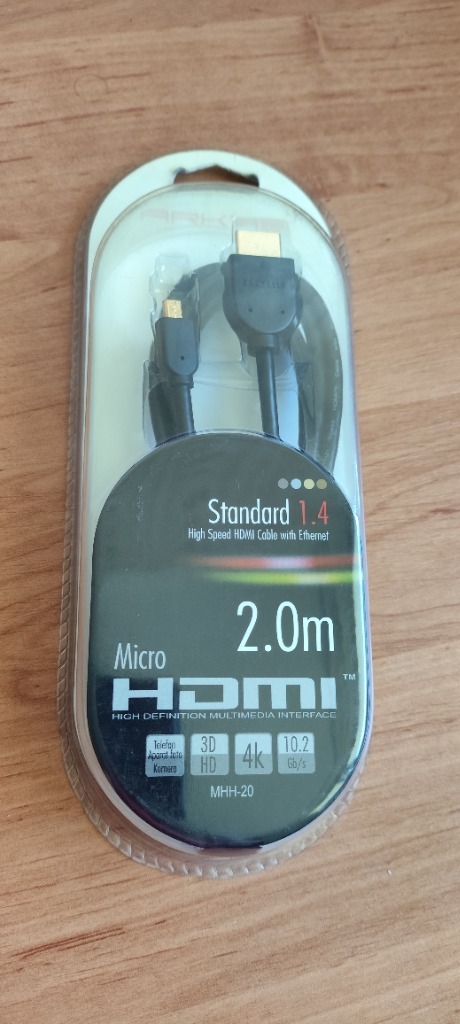 Standard 1.4
High Speed HDMI Cable with Ethernet
2.0m
Micro
HDMI™
HIGH DEFINITION MULTIMEDIA INTERFACE
Telefon
Aparat foto
Kamera
3D
HD
4k
10.2
Gb/s
MHH-20